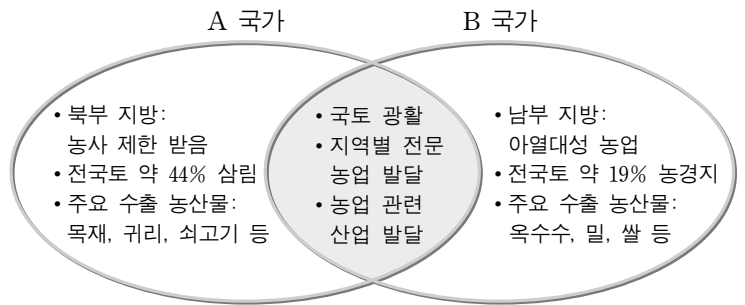 A 국가
B 국가
• 북부 지방:
농사 제한 받음
• 전국토 약 44% 삼림
• 주요 수출 농산물:
목재, 귀리, 쇠고기 등
• 국토 광활
• 지역별 전문
농업 발달
• 농업 관련
산업 발달
• 남부 지방:
아열대성 농업
• 전국토 약 19% 농경지
• 주요 수출 농산물:
옥수수, 밀, 쌀 등